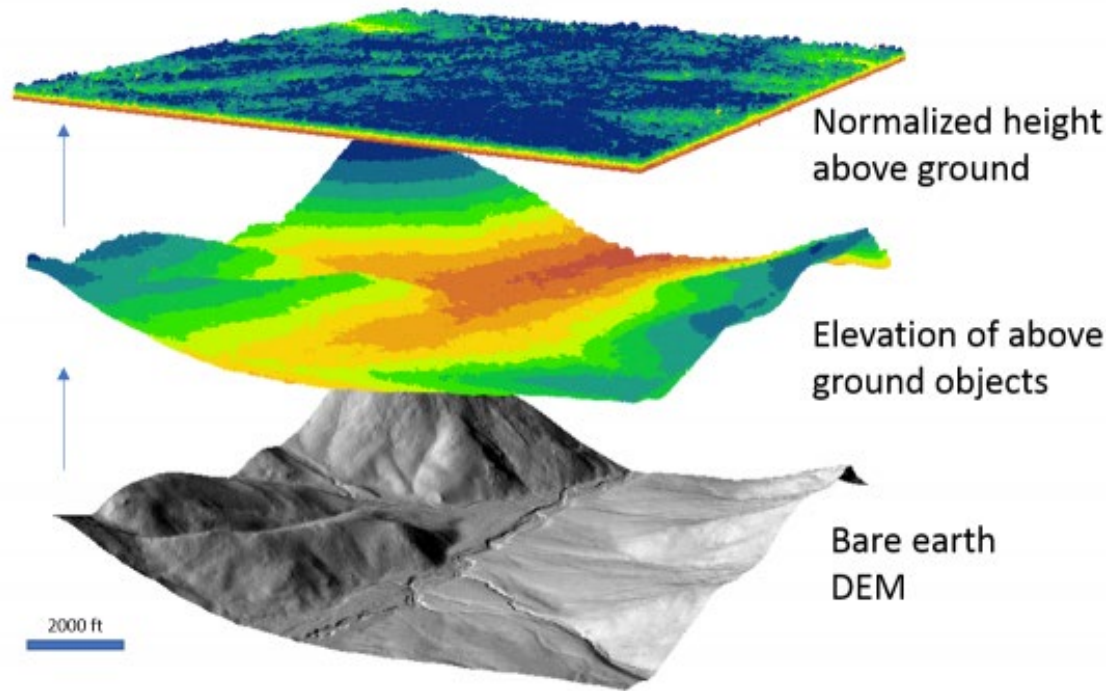 Normalized height
above ground
Elevation of above
ground objects
Bare earth
DEM
2000 ft